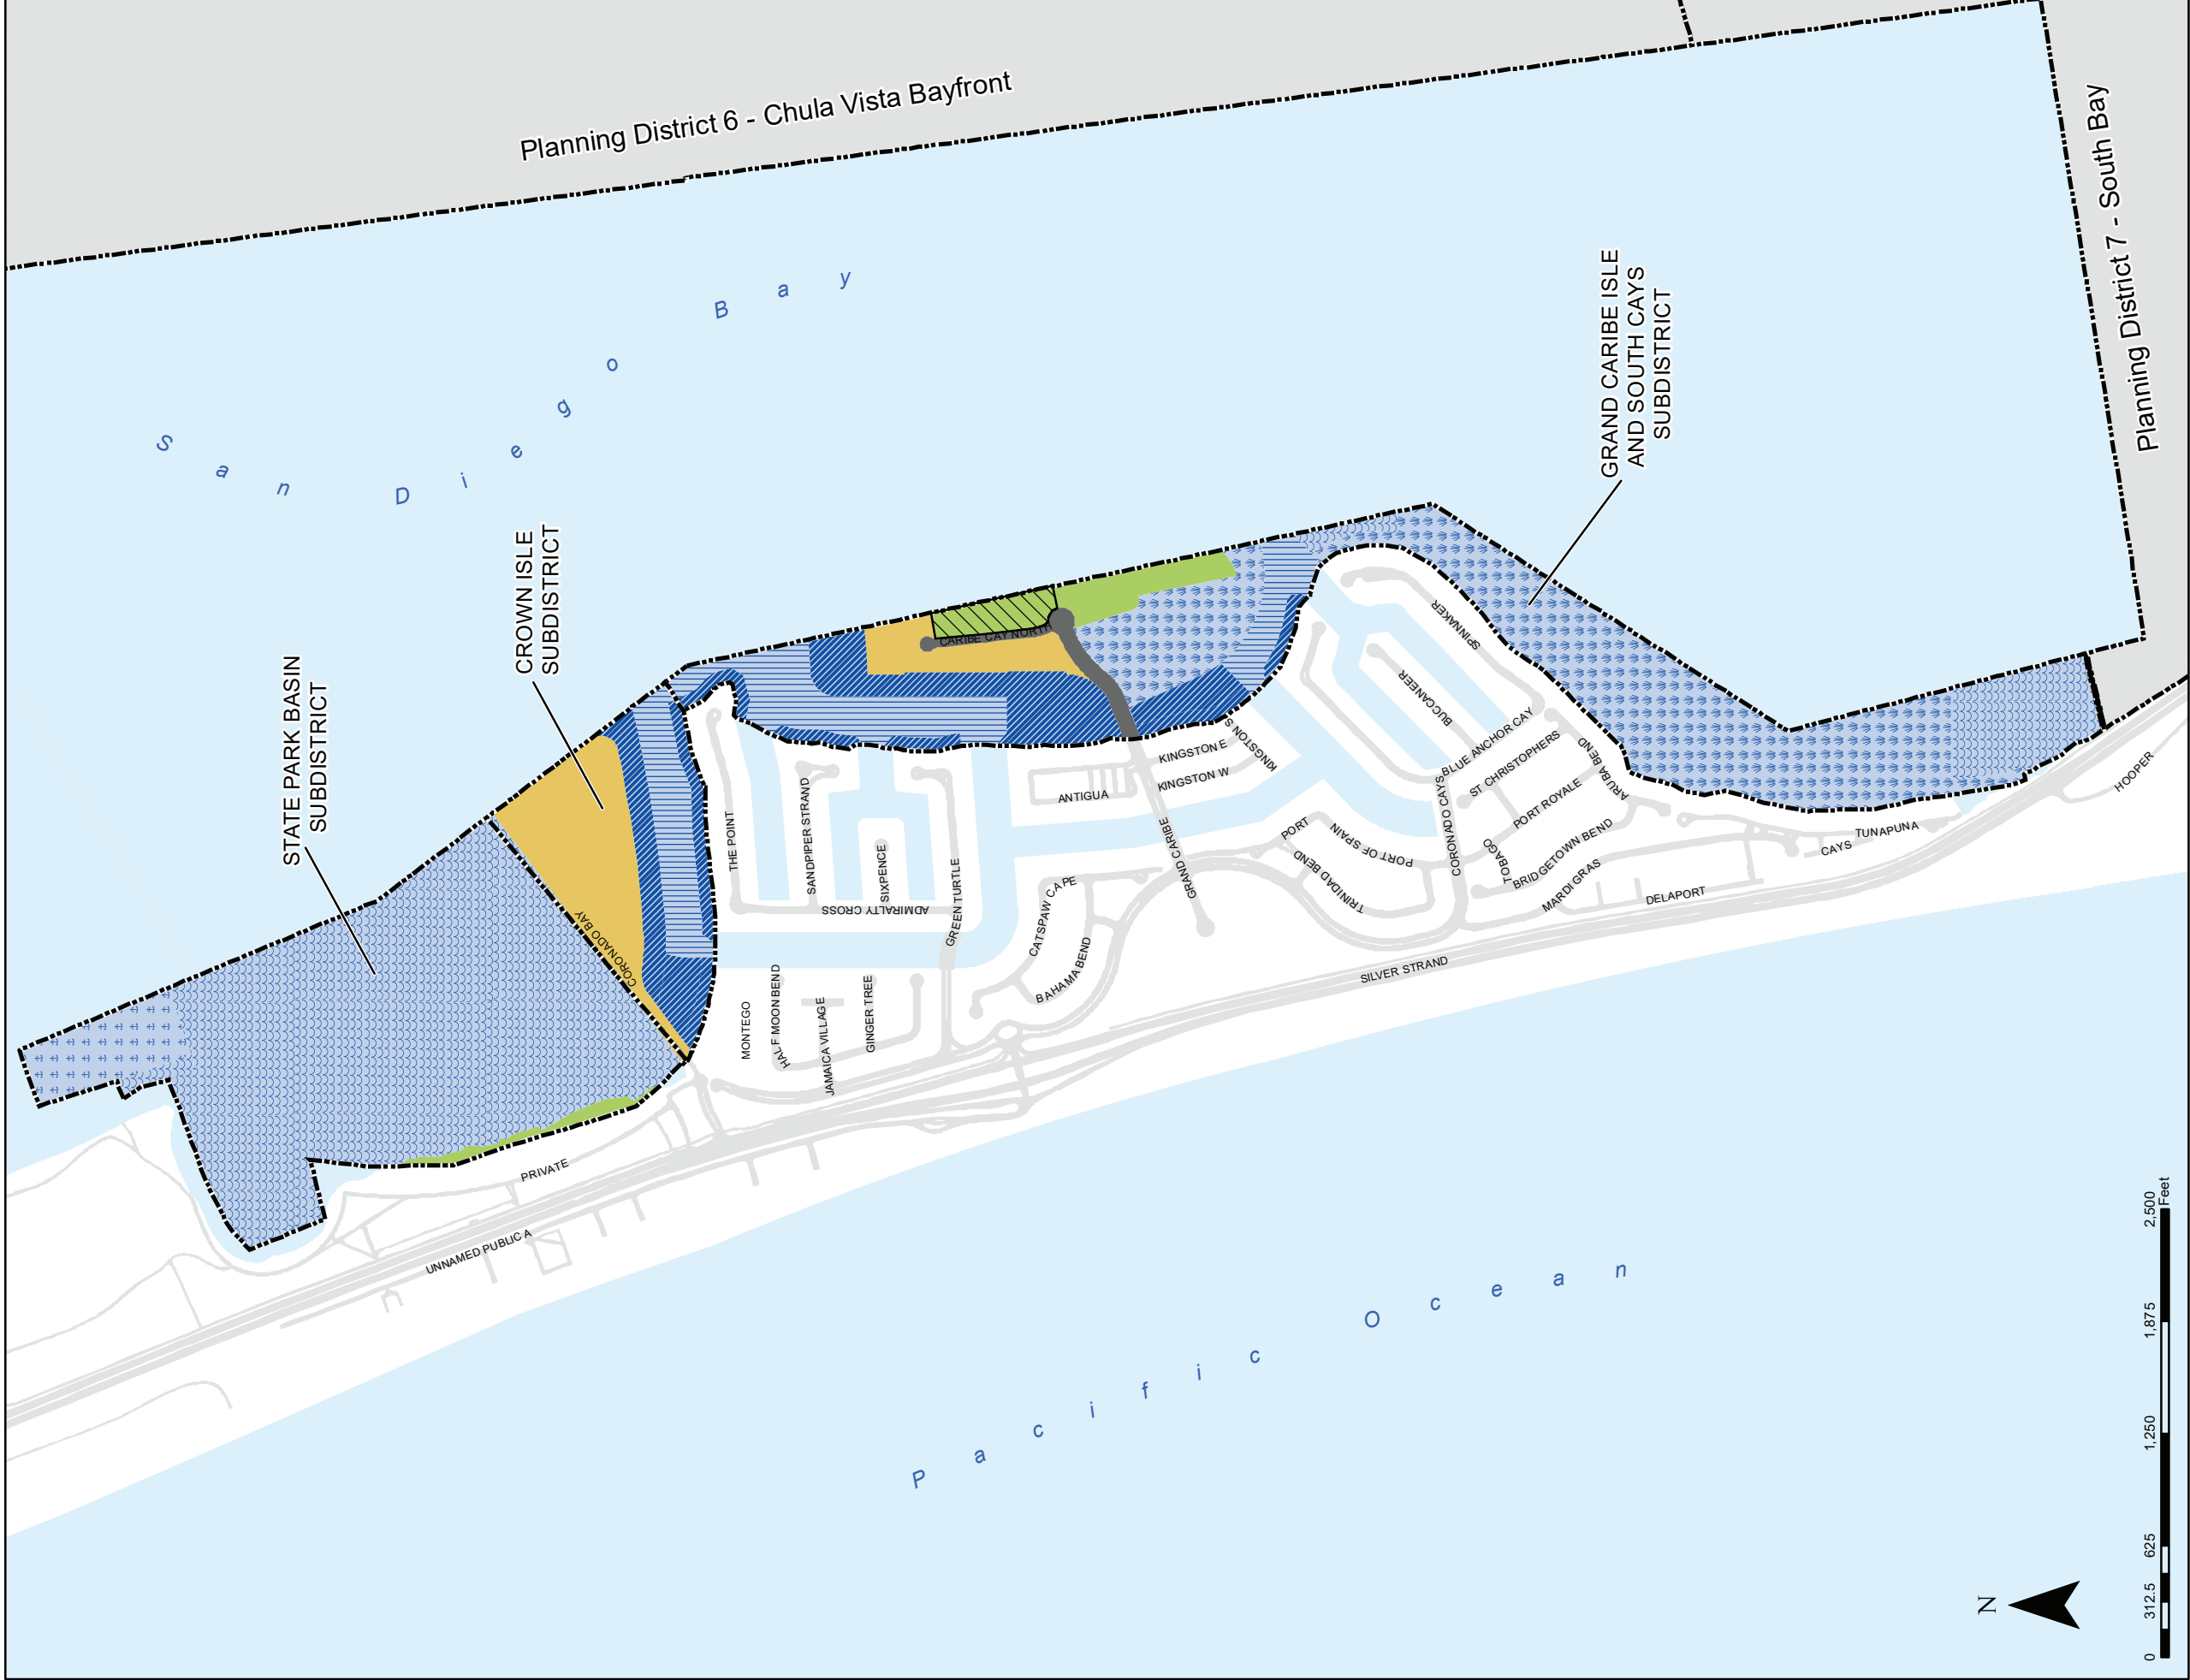 Planning District 6 - Chula Vista Bayfront
Planning District 7 - South Bay
San Diego Bay
STATE PARK BASIN
SUBDISTRICT
CROWN ISLE
SUBDISTRICT
GRAND CARIBE ISLE
AND SOUTH CAYS
SUBDISTRICT
CORONADO BAY
CARIBE CAY NORTH
THE POINT
SANDPIPER STRAND
SIXPENCE
ADMIRALTY CROSS
GREEN TURTLE
MONTEGO
HALF MOON BEND
JAMAICA VILLAGE
GINGER TREE
CATSPAW CAPE
BAHAMA BEND
ANTIGUA
KINGSTON E
KINGSTON W
KINGSTON S
GRAND CARIBE
PORT
TRINIDAD BEND
PORT OF SPAIN
CORONADO CAYS
SPINNAKER
BUCCANEER
BLUE ANCHOR CAY
ST CHRISTOPHERS
ARUBA BEND
PORT ROYALE
TOBAGO
BRIDGETOWN BEND
MARDI GRAS
DELAPORT
CAYS
TUNAPUNA
HOOPER
SILVER STRAND
PRIVATE
UNNAMED PUBLIC A
Pacific Ocean
N
0 312.5 625 1,250 1,875 2,500
Feet